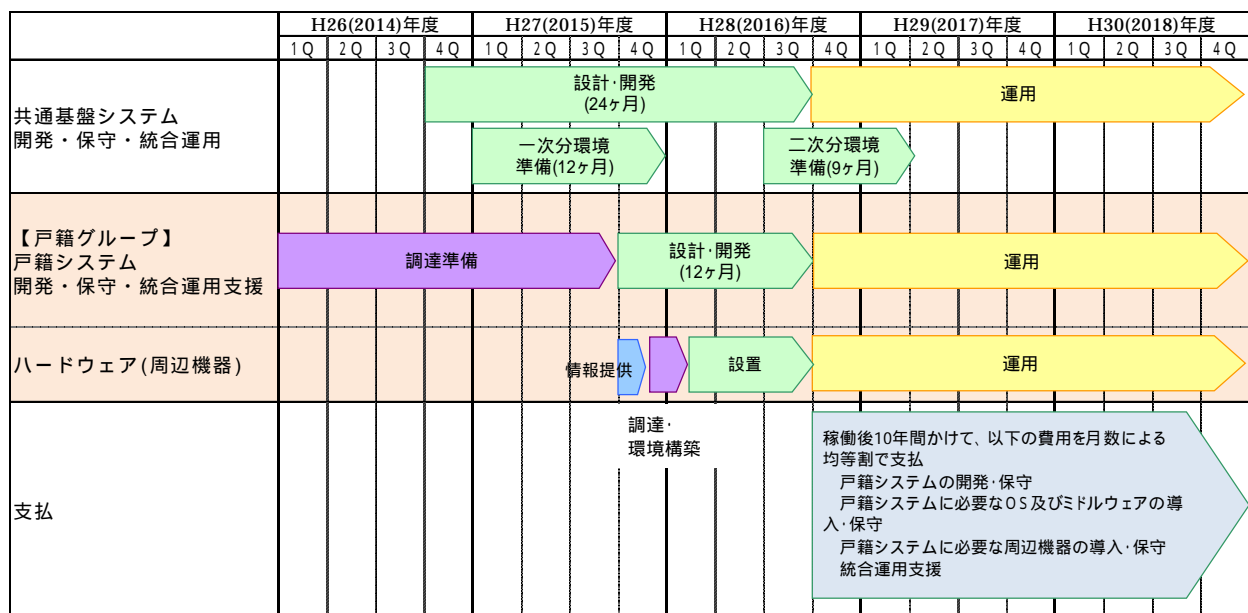 H26(2014)年度 H27(2015)年度 H28(2016)年度 H29(2017)年度 H30(2018)年度
1Q 2Q 3Q 4Q 1Q 2Q 3Q 4Q 1Q 2Q 3Q 4Q 1Q 2Q 3Q 4Q 1Q 2Q 3Q 4Q
共通基盤システム
開発・保守・統合運用
設計･開発
(24ヶ月)
運用
一次分環境
準備(12ヶ月)
二次分環境
準備(9ヶ月)
【戸籍グループ】
戸籍システム
開発・保守・統合運用支援
調達準備
設計･開発
(12ヶ月)
運用
ハードウェア(周辺機器)
情報提供
設置
運用
調達･
環境構築
支払
稼働後10年間かけて、以下の費用を月数による
均等割で支払
戸籍システムの開発･保守
戸籍システムに必要なOS及びミドルウェアの導
入･保守
戸籍システムに必要な周辺機器の導入･保守
統合運用支援